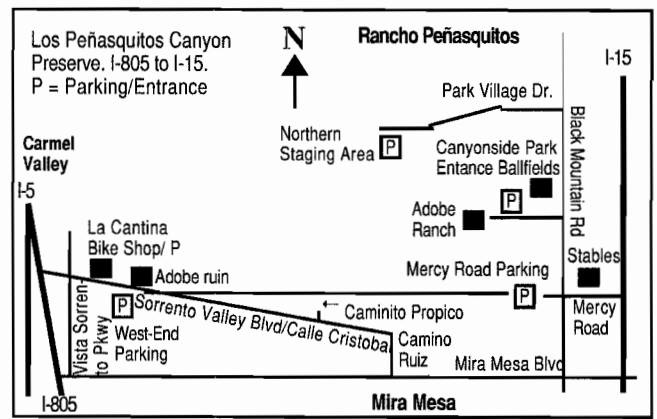 Los Peñasquitos Canyon
Preserve. I-805 to I-15.
P = Parking/Entrance
N
Rancho Peñasquitos
I-15
Park Village Dr.
Black Mountain Rd
Northern
Staging Area P
Canyonside Park
Entance Ballfields
P
Carmel
Valley
I-5
Adobe
Ranch
La Cantina
Bike Shop/ P
Adobe ruin
Mercy Road Parking
P
Stables
Mercy
Road
Vista Sorren-
to Pkwy
P
West-End
Parking
Sorrento Valley Blvd/Calle Cristobal
← Caminito Propico
Camino
Ruiz
Mira Mesa Blvd
I-805
Mira Mesa